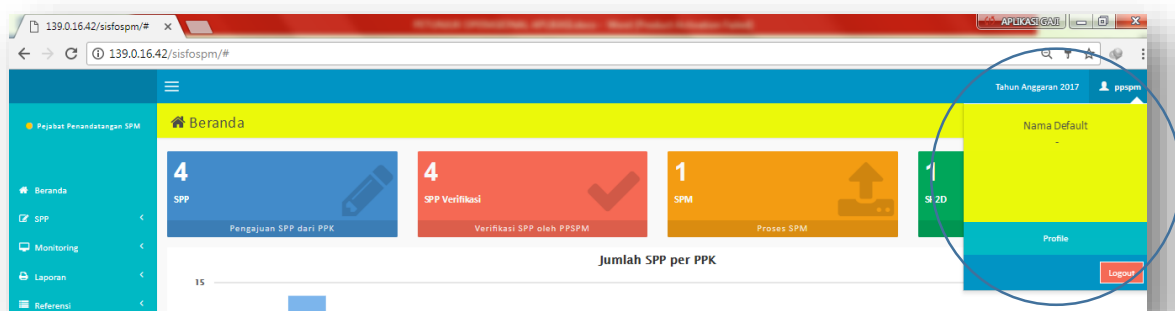 139.0.16.42/sisfospm/#
APLIKASI GAJI
139.0.16.42/sisfospm/#
Tahun Anggaran 2017
ppspm
Pejabat Penandatangan SPM
Beranda
Nama Default
-
4
SPP
Pengajuan SPP dari PPK
4
SPP Verifikasi
Verifikasi SPP oleh PPSPM
1
SPM
Proses SPM
1
SP2D
Beranda
SPP
Monitoring
Laporan
Referensi
Profile
Logout
Jumlah SPP per PPK
15